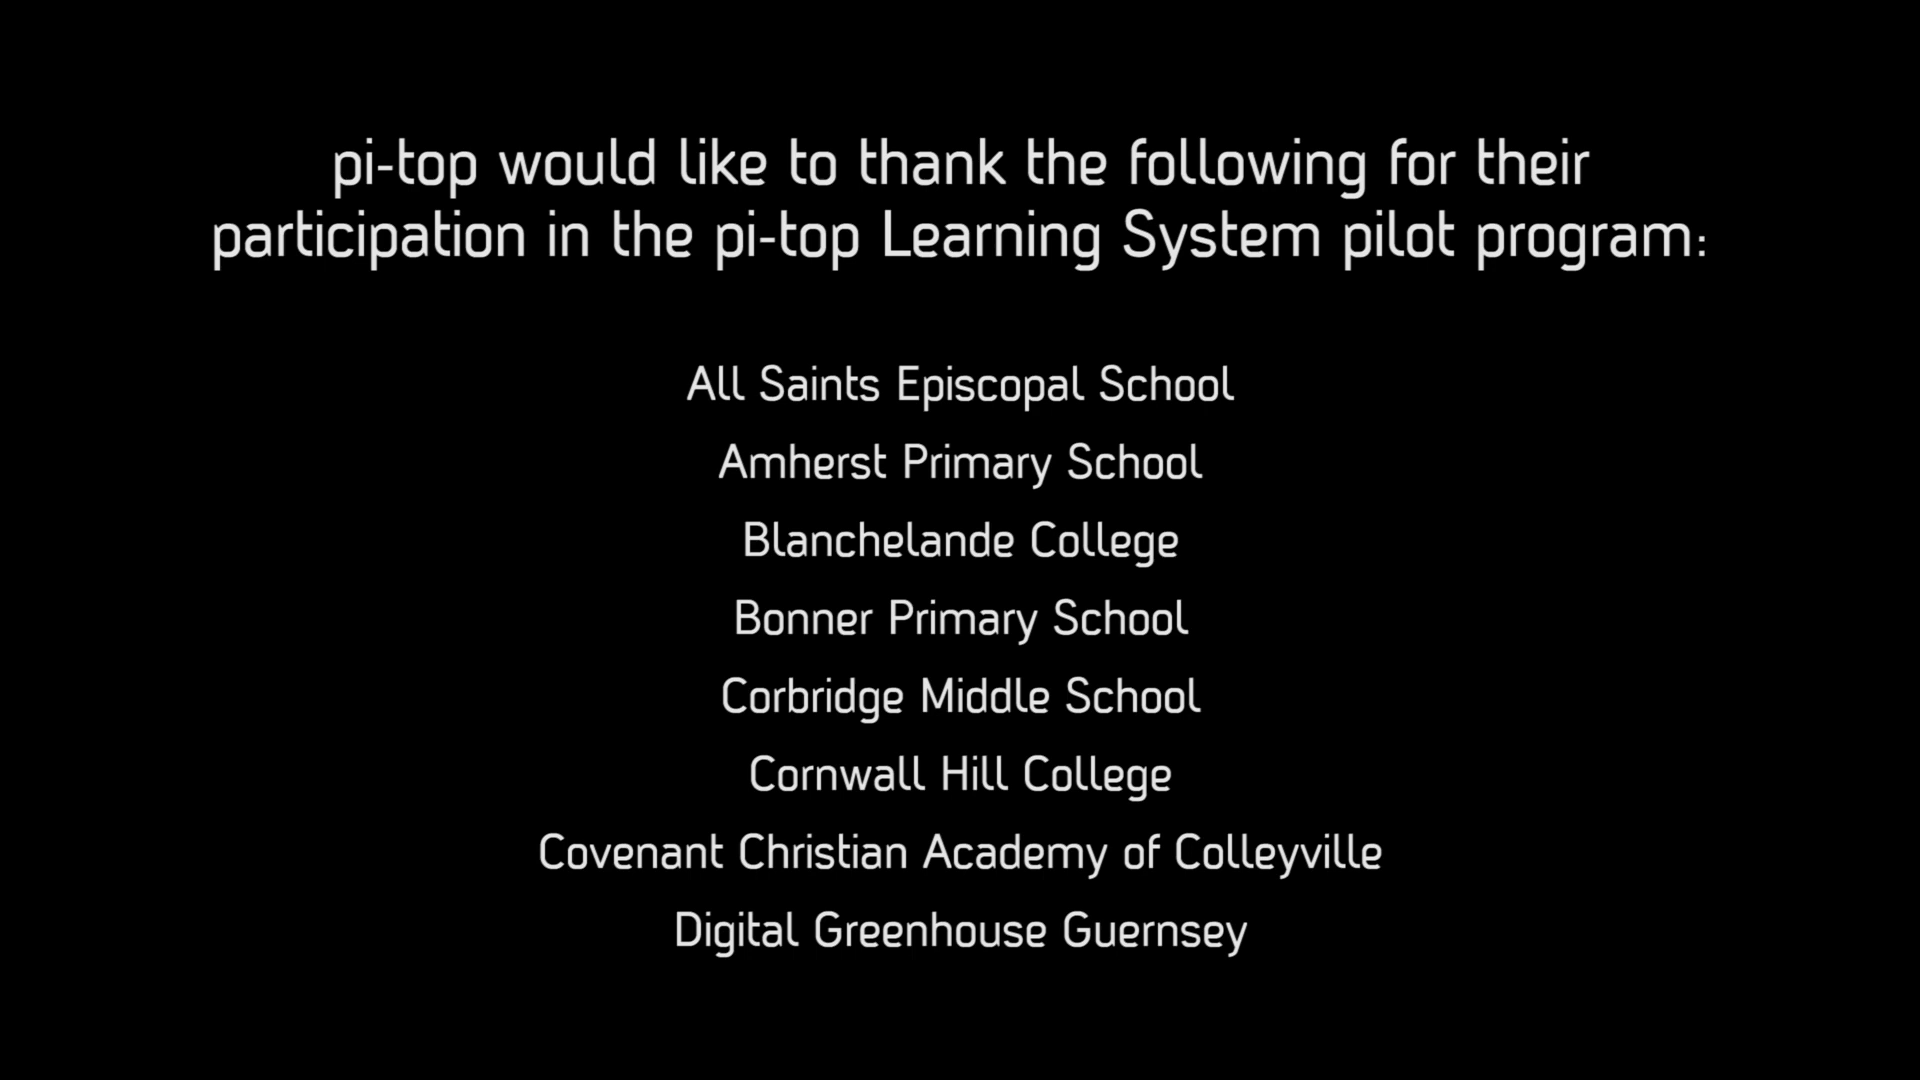 pi-top would like to thank the following for their
participation in the pi-top Learning System pilot program:
All Saints Episcopal School
Amherst Primary School
Blanchelande College
Bonner Primary School
Corbridge Middle School
Cornwall Hill College
Covenant Christian Academy of Colleyville
Digital Greenhouse Guernsey